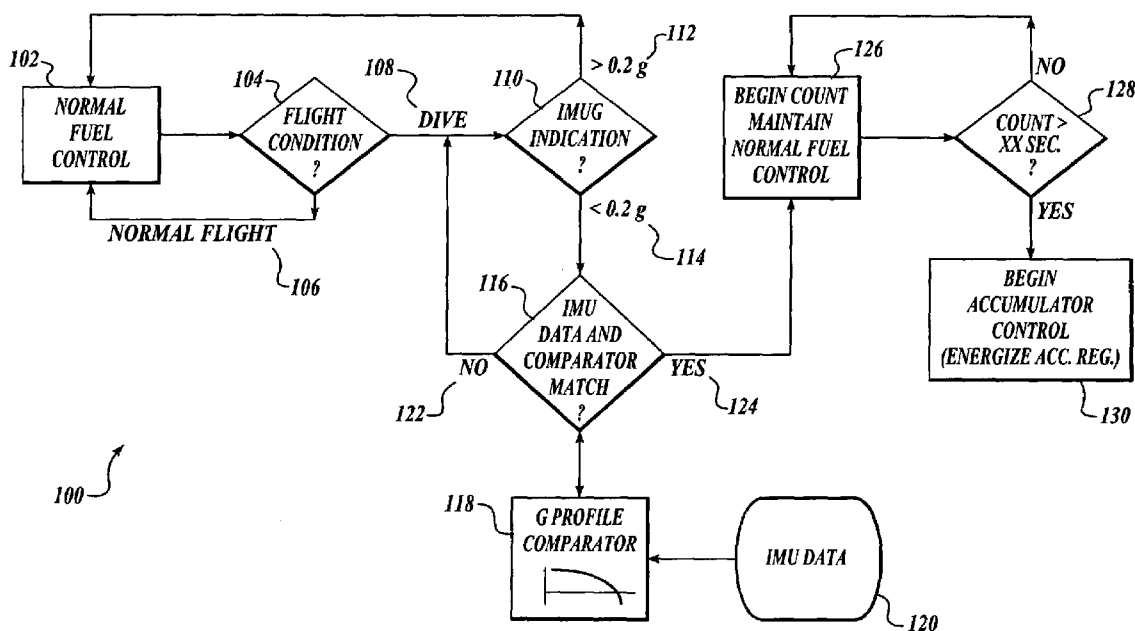 102
NORMAL
FUEL
CONTROL
104
FLIGHT
CONDITION
?
NORMAL FLIGHT
106
108
DIVE
110
IMUG
INDICATION
?
> 0.2 g
112
< 0.2 g
114
116
IMU
DATA AND
COMPARATOR
MATCH
?
NO
122
YES
124
118
G PROFILE
COMPARATOR
IMU DATA
120
126
BEGIN COUNT
MAINTAIN
NORMAL FUEL
CONTROL
NO
128
COUNT >
XX SEC.
?
YES
BEGIN
ACCUMULATOR
CONTROL
(ENERGIZE ACC. REG.)
130
100